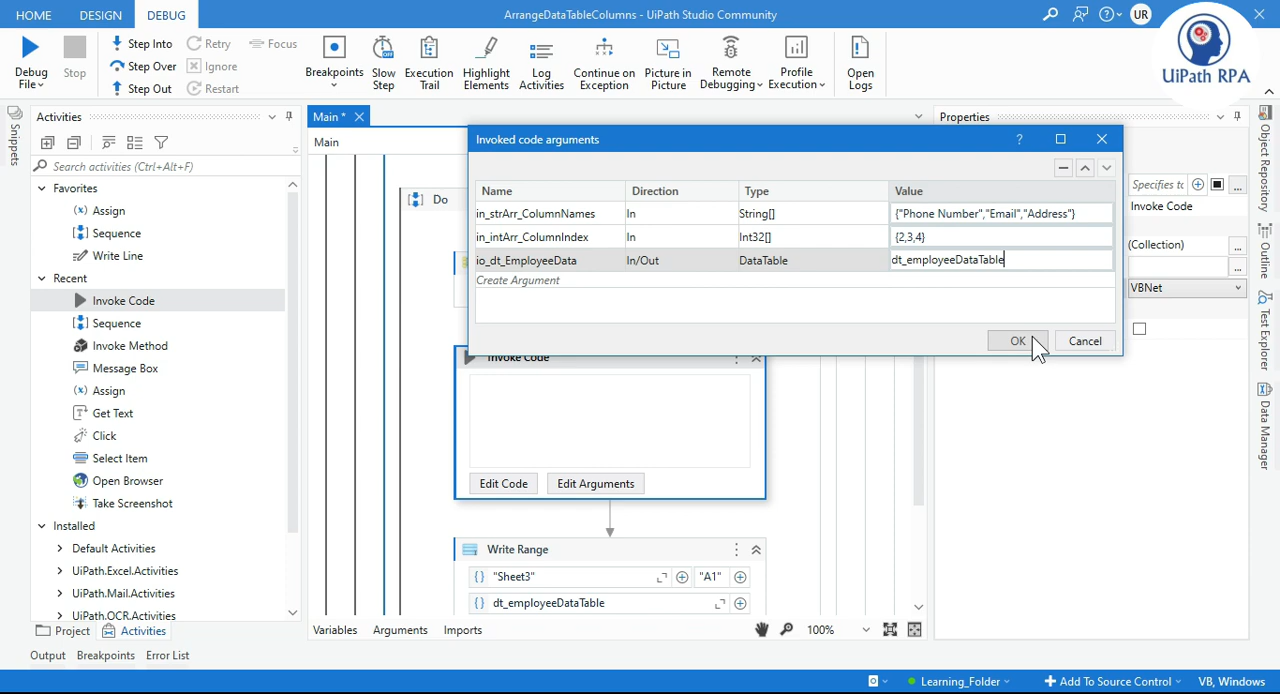 HOME DESIGN DEBUG ArrangeDataTableColumns - UiPath Studio Community UR
Debug File Stop
Step Into Step Over Step Out
Retry Ignore Restart
Focus
Breakpoints
Slow Step
Execution Trail
Highlight Elements
Log Activities
Continue on Exception
Picture in Picture
Remote Debugging
Profile Execution
Open Logs
UiPath RPA
Snippets
Activities
Search activities (Ctrl+Alt+F)
Favorites
Assign
Sequence
Write Line
Recent
Invoke Code
Sequence
Invoke Method
Message Box
Assign
Get Text
Click
Select Item
Open Browser
Take Screenshot
Installed
Default Activities
UiPath.Excel.Activities
UiPath.Mail.Activities
UiPath.OCR.Activities
Project Activities
Output Breakpoints Error List
Main *
Main
Do
Invoked code arguments ?
Name Direction Type Value
in_strArr_ColumnNames In String[] {"Phone Number","Email","Address"}
in_intArr_ColumnIndex In Int32[] {2,3,4}
io_dt_EmployeeData In/Out DataTable dt_employeeDataTable
Create Argument
OK Cancel
Invoke Code
Edit Code Edit Arguments
Write Range
{} "Sheet3" "A1"
{} dt_employeeDataTable
Variables Arguments Imports 100%
Properties
Specifies tc
Invoke Code
(Collection)
VBNet
Object Repository
Outline
Test Explorer
Data Manager
Learning_Folder Add To Source Control VB, Windows